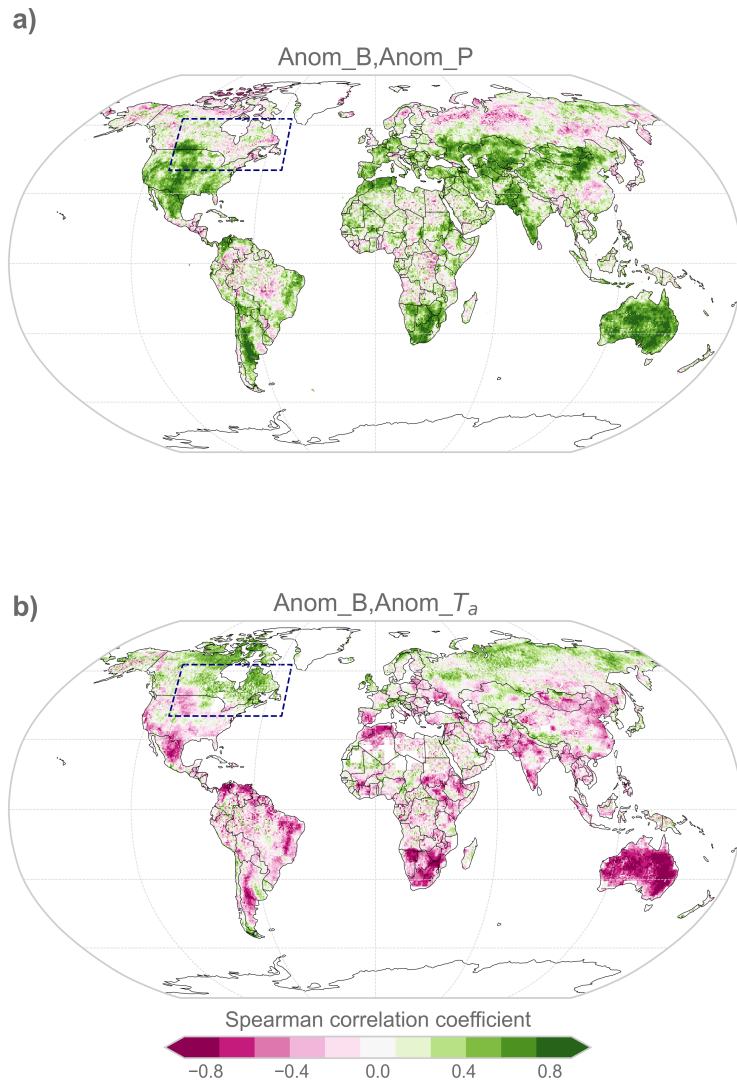 a)
Anom_B,Anom_P
b)
Anom_B,Anom_Tₐ
Spearman correlation coefficient
−0.8 −0.4 0.0 0.4 0.8